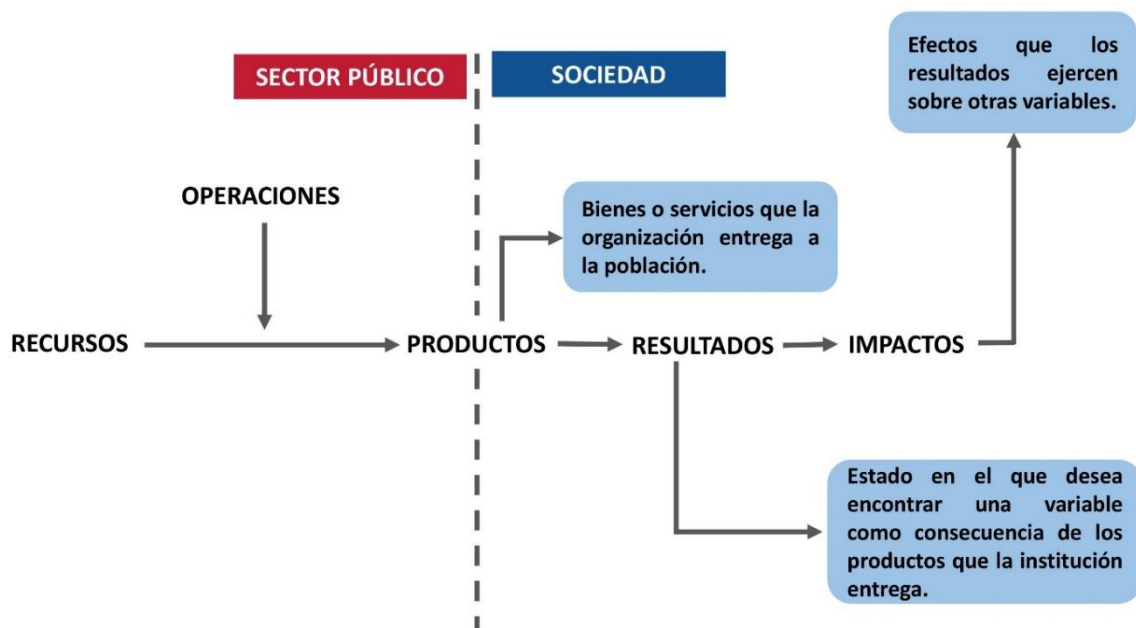 SECTOR PÚBLICO
SOCIEDAD
Efectos que los
resultados ejercen
sobre otras variables.
OPERACIONES
Bienes o servicios que la
organización entrega a
la población.
RECURSOS
PRODUCTOS
RESULTADOS
IMPACTOS
Estado en el que desea
encontrar una variable
como consecuencia de los
productos que la institución
entrega.